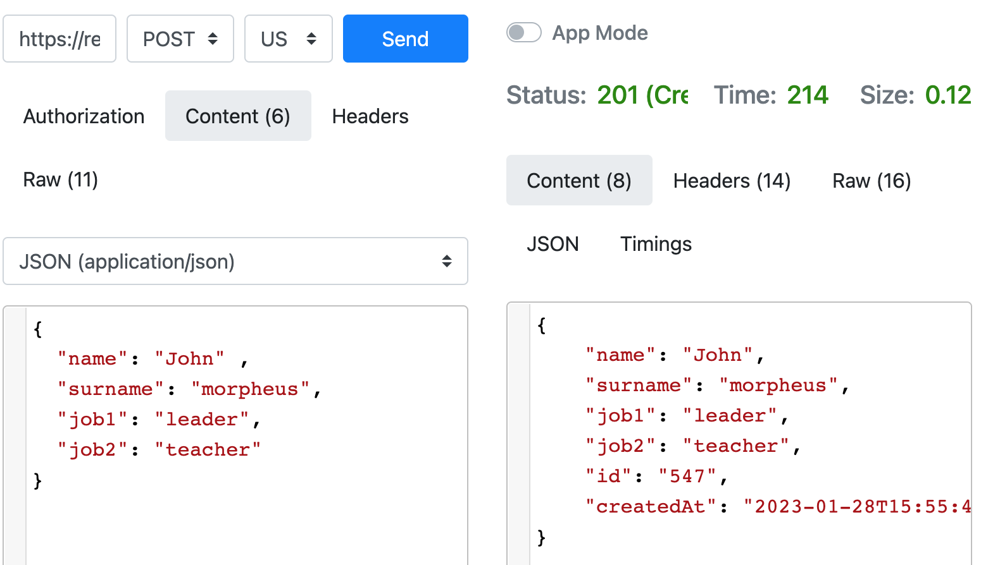 https://re POST US Send
Authorization Content (6) Headers
Raw (11)
JSON (application/json)
{
"name": "John" ,
"surname": "morpheus",
"job1": "leader",
"job2": "teacher"
}
App Mode
Status: 201 (Cre Time: 214 Size: 0.12
Content (8) Headers (14) Raw (16)
JSON Timings
{
"name": "John",
"surname": "morpheus",
"job1": "leader",
"job2": "teacher",
"id": "547",
"createdAt": "2023-01-28T15:55:4
}